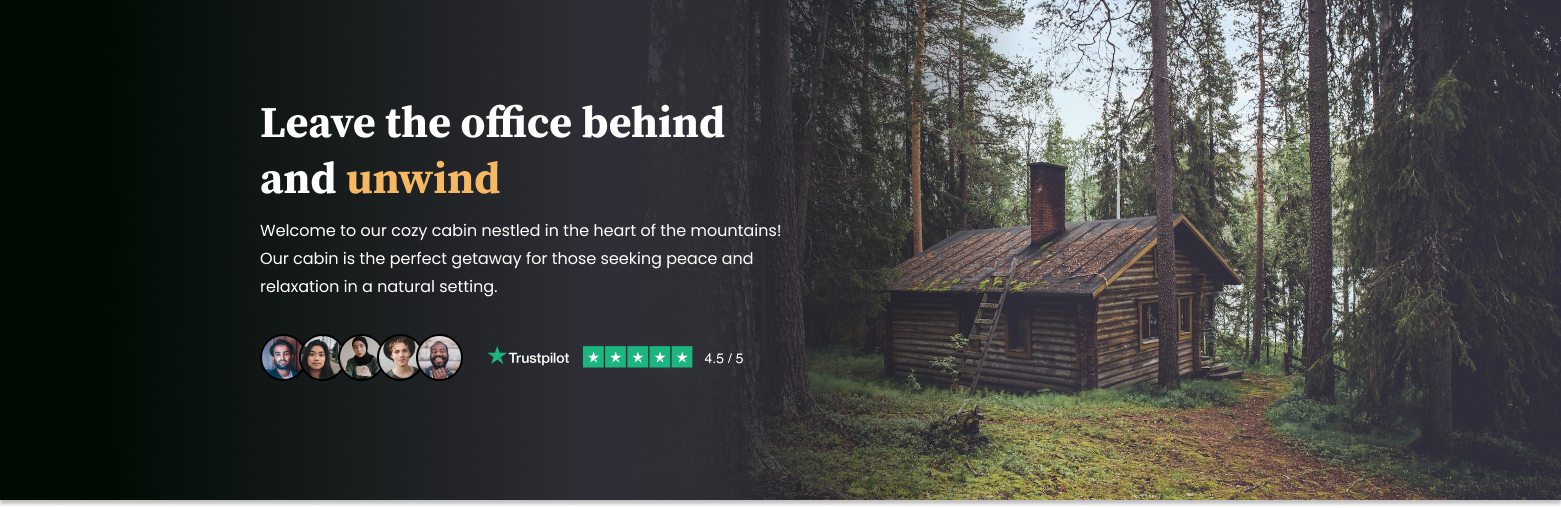 Leave the office behind
and unwind
Welcome to our cozy cabin nestled in the heart of the mountains!
Our cabin is the perfect getaway for those seeking peace and
relaxation in a natural setting.
Trustpilot 4.5 / 5